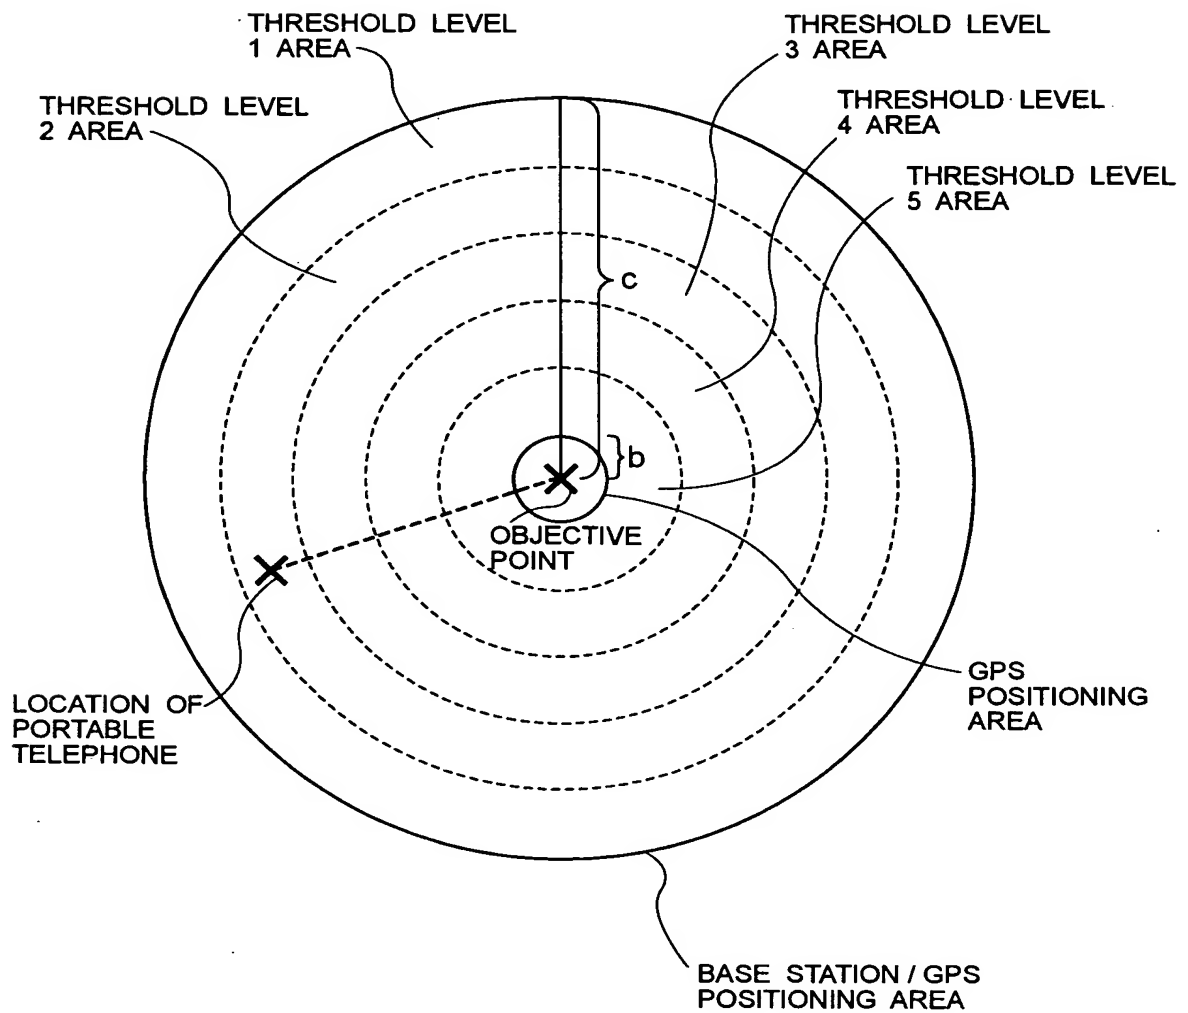 THRESHOLD LEVEL
1 AREA
THRESHOLD LEVEL
3 AREA
THRESHOLD LEVEL
2 AREA
THRESHOLD LEVEL
4 AREA
THRESHOLD LEVEL
5 AREA
c
b
OBJECTIVE
POINT
LOCATION OF
PORTABLE
TELEPHONE
GPS
POSITIONING
AREA
BASE STATION / GPS
POSITIONING AREA